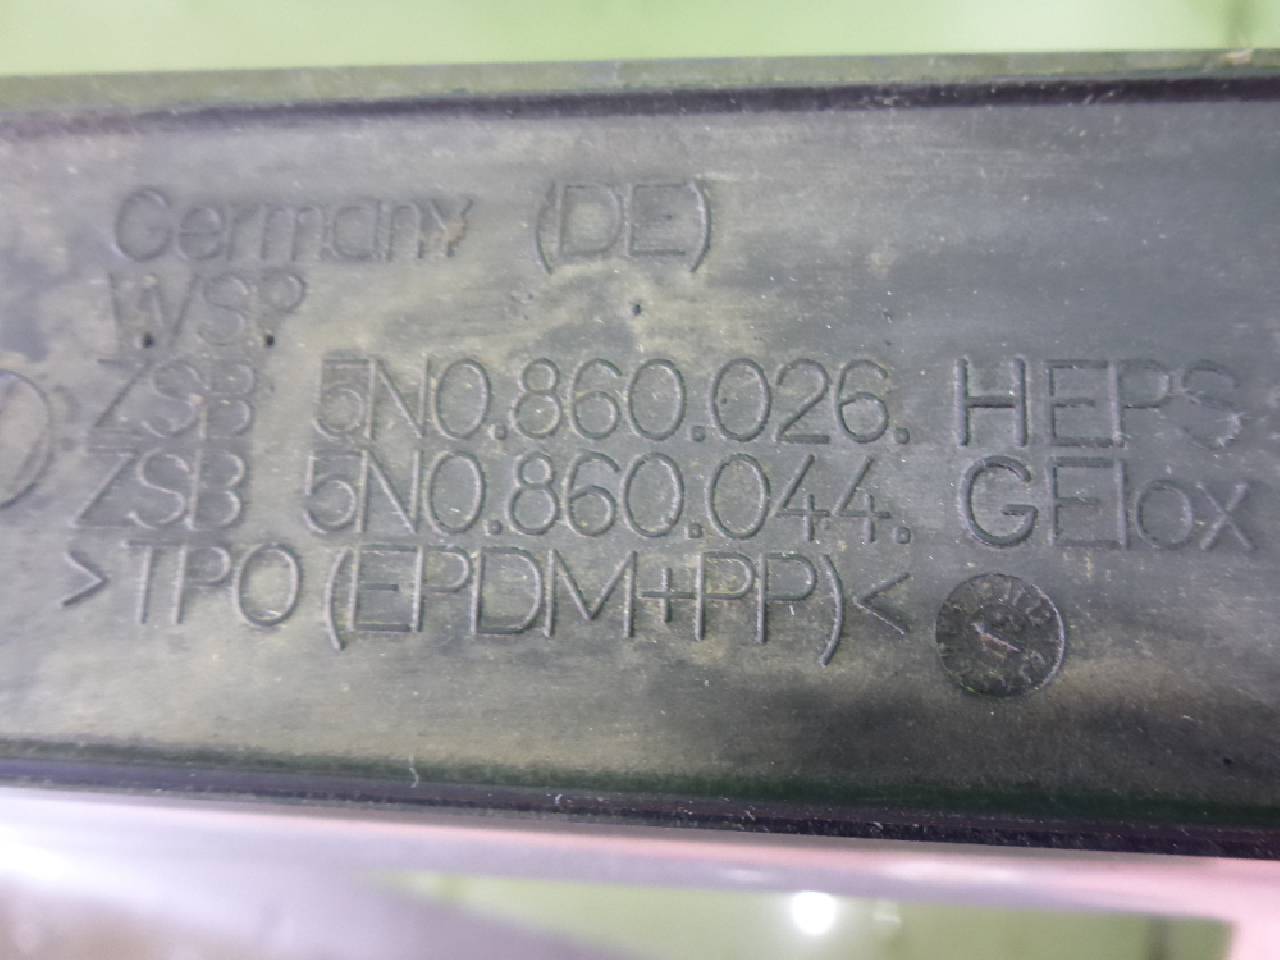 Germany (DE)
WSP
ZSB 5N0.860.026. HEPS
ZSB 5N0.860.044. GElox
>TPO(EPDM+PP)<